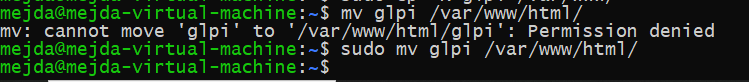 mejda@mejda-virtual-machine:~$ mv glpi /var/www/html/
mv: cannot move 'glpi' to '/var/www/html/glpi': Permission denied
mejda@mejda-virtual-machine:~$ sudo mv glpi /var/www/html/
mejda@mejda-virtual-machine:~$